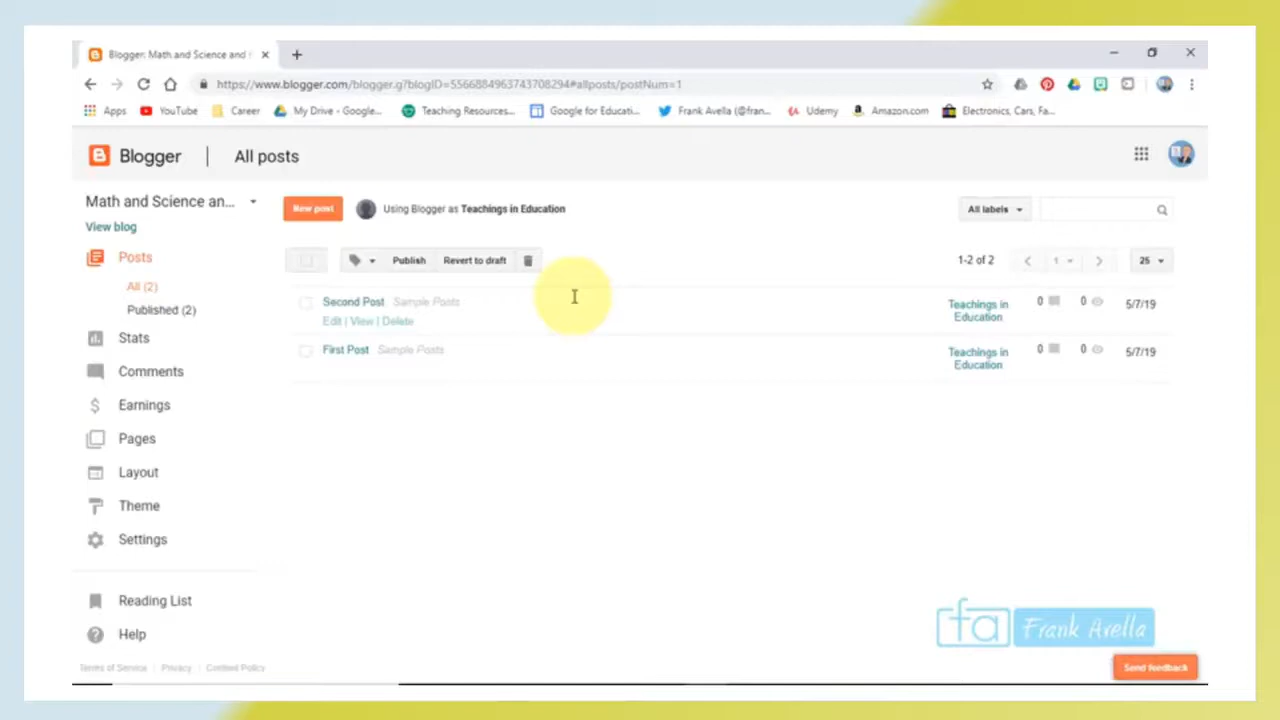 Blogger: Math and Science and
https://www.blogger.com/blogger.g?blogID=5566884963743708294#allposts/postNum=1
Apps YouTube Career My Drive - Google... Teaching Resources... Google for Educati... Frank Avella (@fran... Udemy Amazon.com Electronics, Cars, Fa...
Blogger | All posts
Math and Science an...
New post Using Blogger as Teachings in Education All labels
View blog
Posts
Publish Revert to draft 1-2 of 2 1 25
All (2)
Published (2)
Second Post Sample Posts Teachings in Education 0 0 5/7/19
Edit | View | Delete
First Post Sample Posts Teachings in Education 0 0 5/7/19
Stats
Comments
Earnings
Pages
Layout
Theme
Settings
Reading List
Help
Terms of Service | Privacy | Content Policy
fa Frank Avella
Send feedback